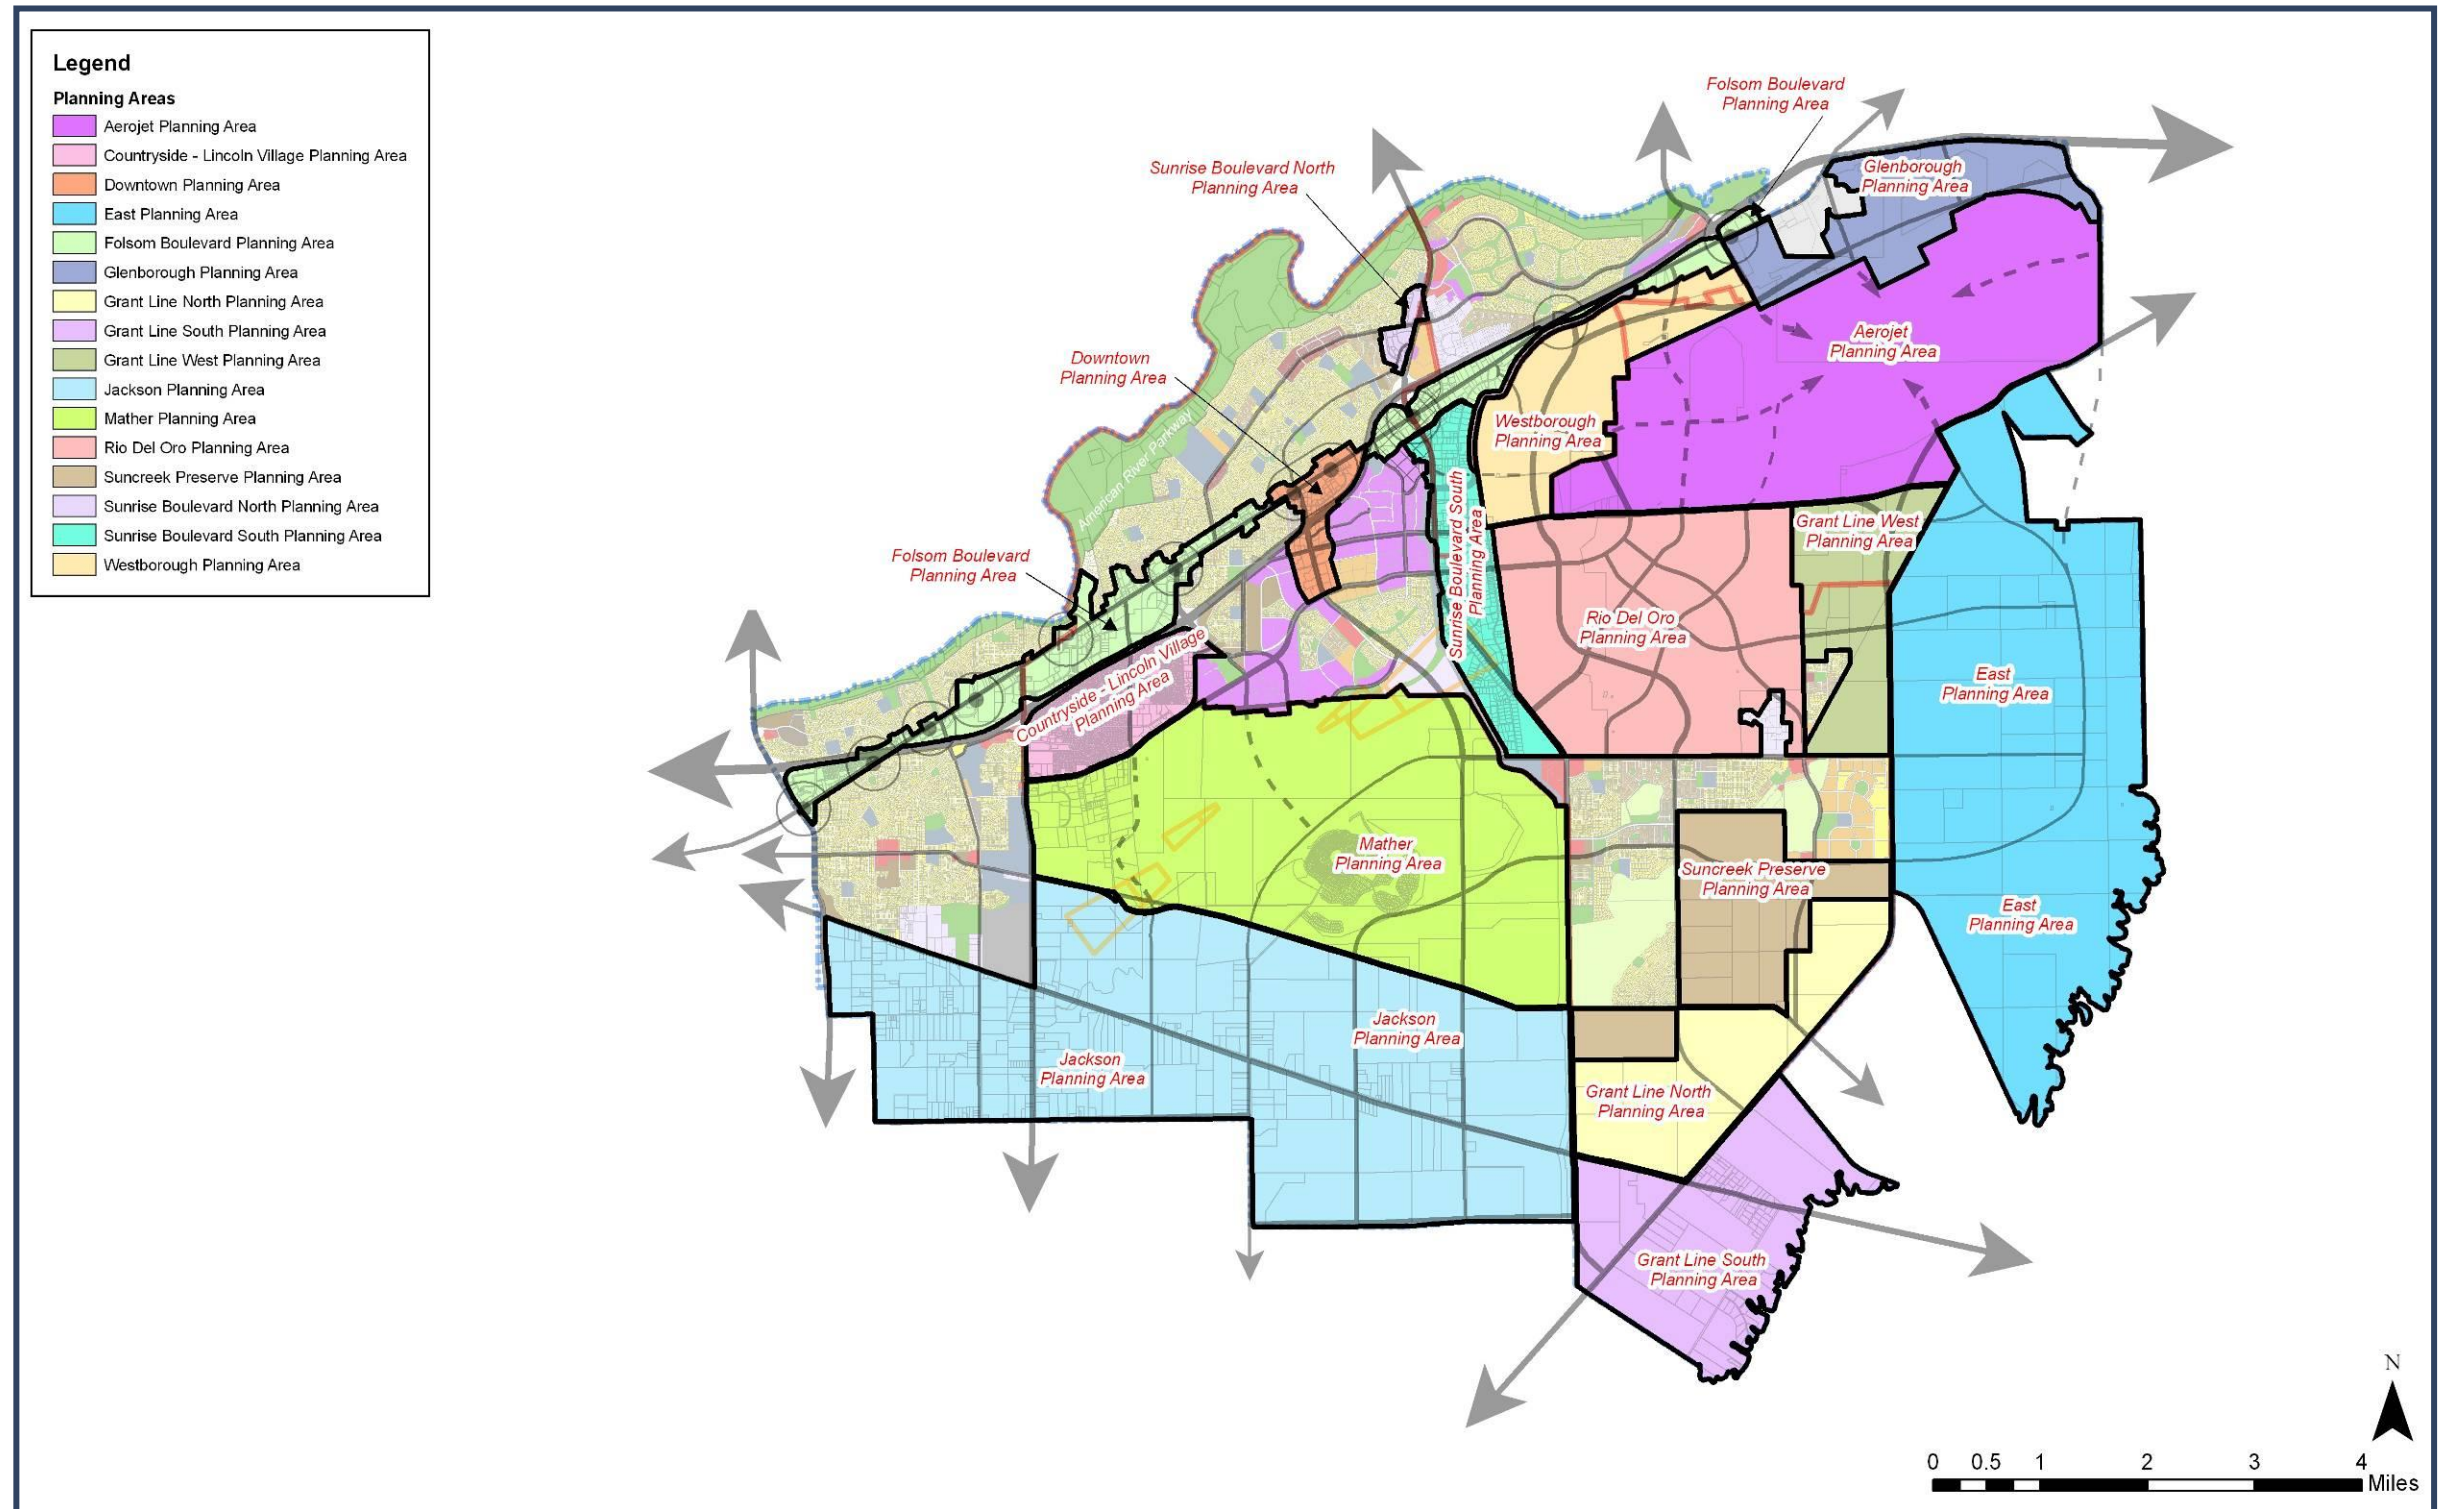 Legend
Planning Areas
Aerojet Planning Area
Countryside - Lincoln Village Planning Area
Downtown Planning Area
East Planning Area
Folsom Boulevard Planning Area
Glenborough Planning Area
Grant Line North Planning Area
Grant Line South Planning Area
Grant Line West Planning Area
Jackson Planning Area
Mather Planning Area
Rio Del Oro Planning Area
Suncreek Preserve Planning Area
Sunrise Boulevard North Planning Area
Sunrise Boulevard South Planning Area
Westborough Planning Area
Folsom Boulevard
Planning Area
Sunrise Boulevard North
Planning Area
Glenborough
Planning Area
Aerojet
Planning Area
Downtown
Planning Area
Westborough
Planning Area
American River Parkway
Sunrise Boulevard South
Planning Area
Grant Line West
Planning Area
Folsom Boulevard
Planning Area
Rio Del Oro
Planning Area
Countryside - Lincoln Village
Planning Area
East
Planning Area
Mather
Planning Area
Suncreek Preserve
Planning Area
East
Planning Area
Jackson
Planning Area
Jackson
Planning Area
Grant Line North
Planning Area
Grant Line South
Planning Area
N
0 0.5 1 2 3 4
Miles